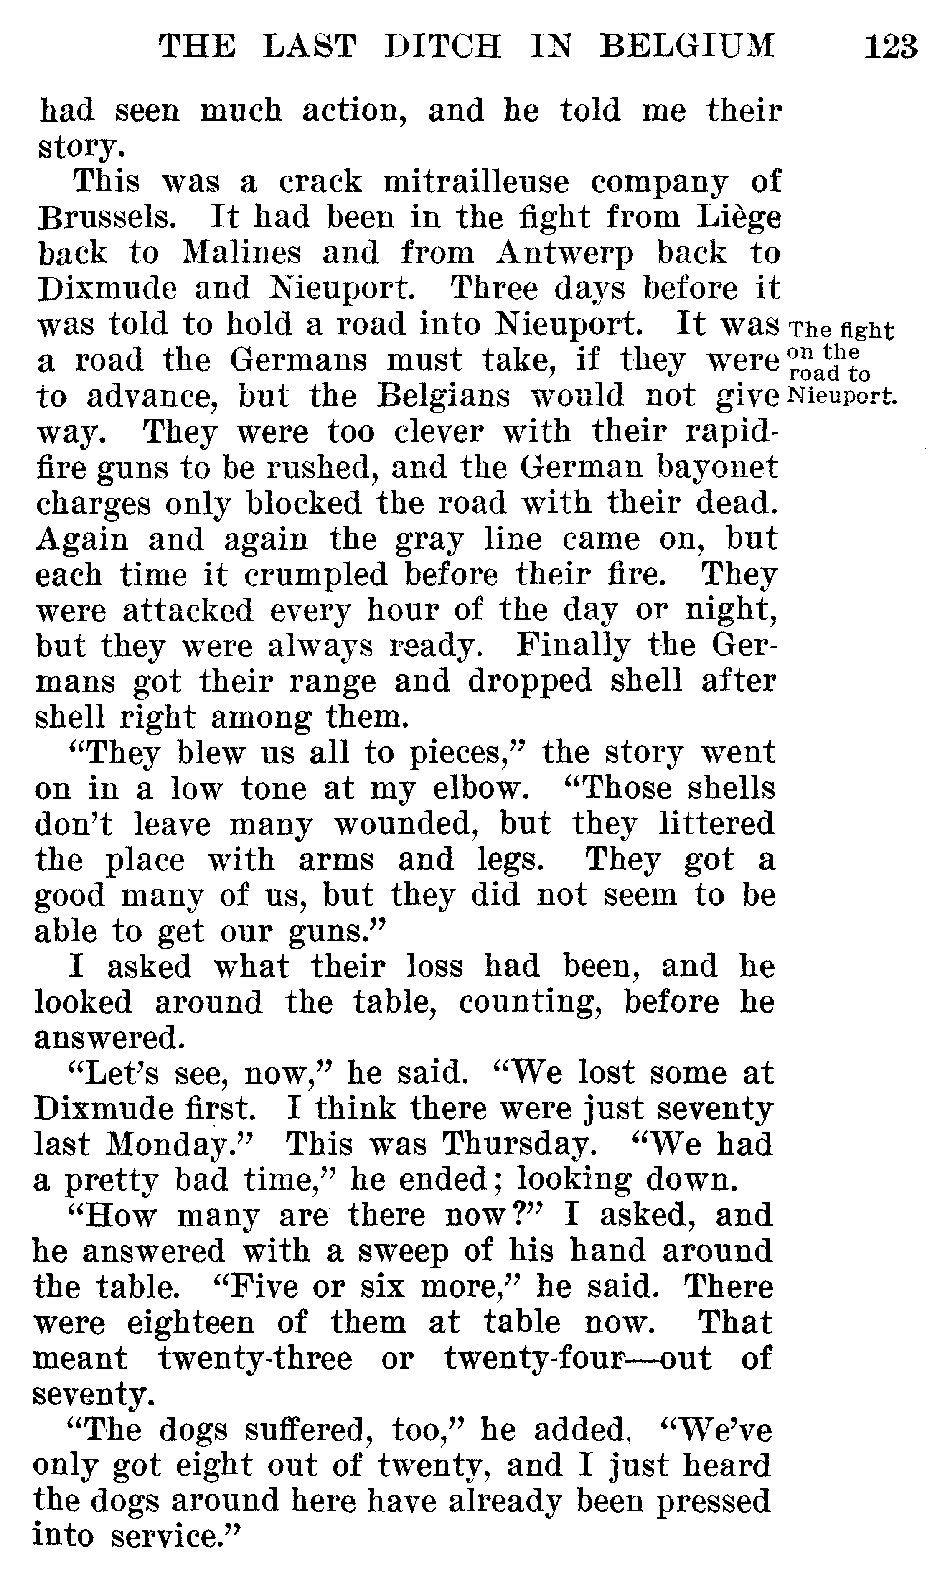 THE LAST DITCH IN BELGIUM 123
had seen much action, and he told me their
story.
This was a crack mitrailleuse company of
Brussels. It had been in the fight from Liège
back to Malines and from Antwerp back to
Dixmude and Nieuport. Three days before it
was told to hold a road into Nieuport. It was
a road the Germans must take, if they were
to advance, but the Belgians would not give
way. They were too clever with their rapid-
fire guns to be rushed, and the German bayonet
charges only blocked the road with their dead.
Again and again the gray line came on, but
each time it crumpled before their fire. They
were attacked every hour of the day or night,
but they were always ready. Finally the Ger-
mans got their range and dropped shell after
shell right among them.
The fight
on the
road to
Nieuport.
“They blew us all to pieces,” the story went
on in a low tone at my elbow. “Those shells
don’t leave many wounded, but they littered
the place with arms and legs. They got a
good many of us, but they did not seem to be
able to get our guns.”
I asked what their loss had been, and he
looked around the table, counting, before he
answered.
“Let’s see, now,” he said. “We lost some at
Dixmude first. I think there were just seventy
last Monday.” This was Thursday. “We had
a pretty bad time,” he ended; looking down.
“How many are there now?” I asked, and
he answered with a sweep of his hand around
the table. “Five or six more,” he said. There
were eighteen of them at table now. That
meant twenty-three or twenty-four—out of
seventy.
“The dogs suffered, too,” he added. “We’ve
only got eight out of twenty, and I just heard
the dogs around here have already been pressed
into service.”